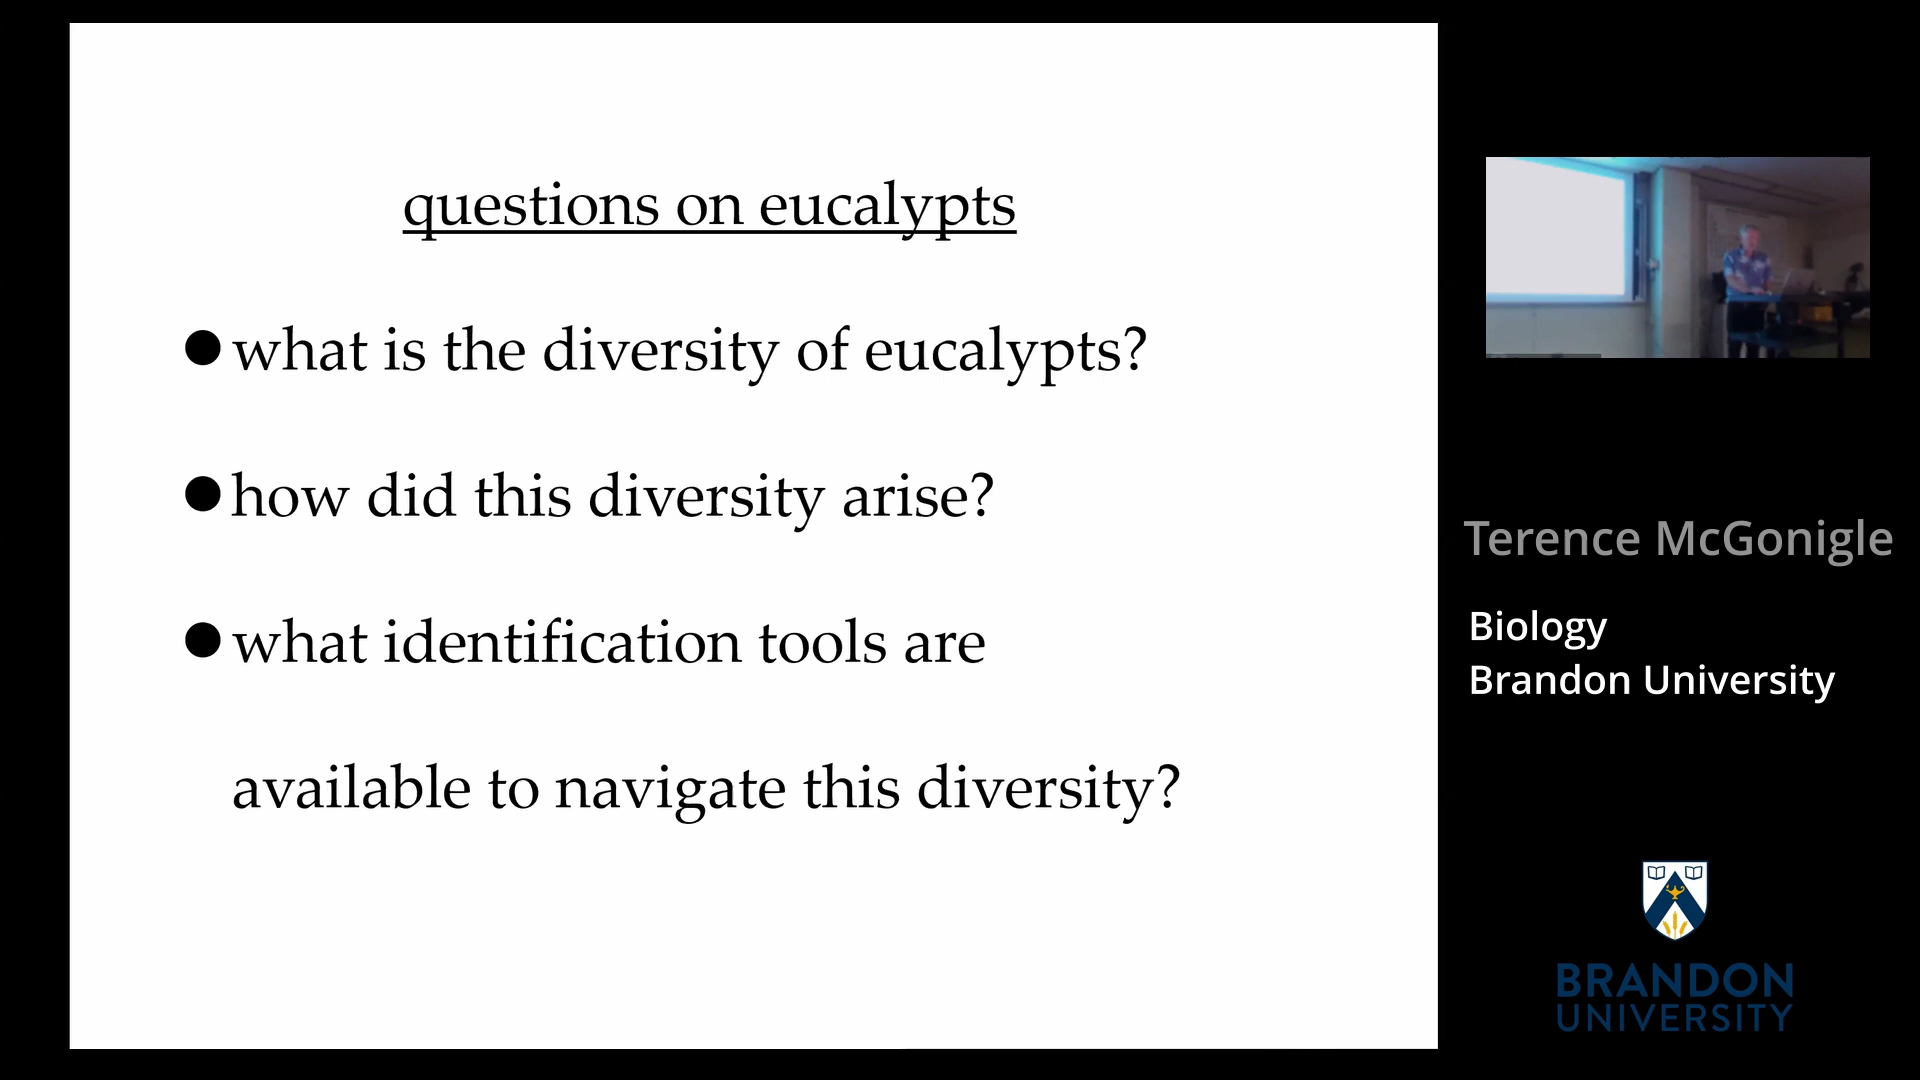 questions on eucalypts
● what is the diversity of eucalypts?
● how did this diversity arise?
● what identification tools are
available to navigate this diversity?
Terence McGonigle
Biology
Brandon University
BRANDON
UNIVERSITY